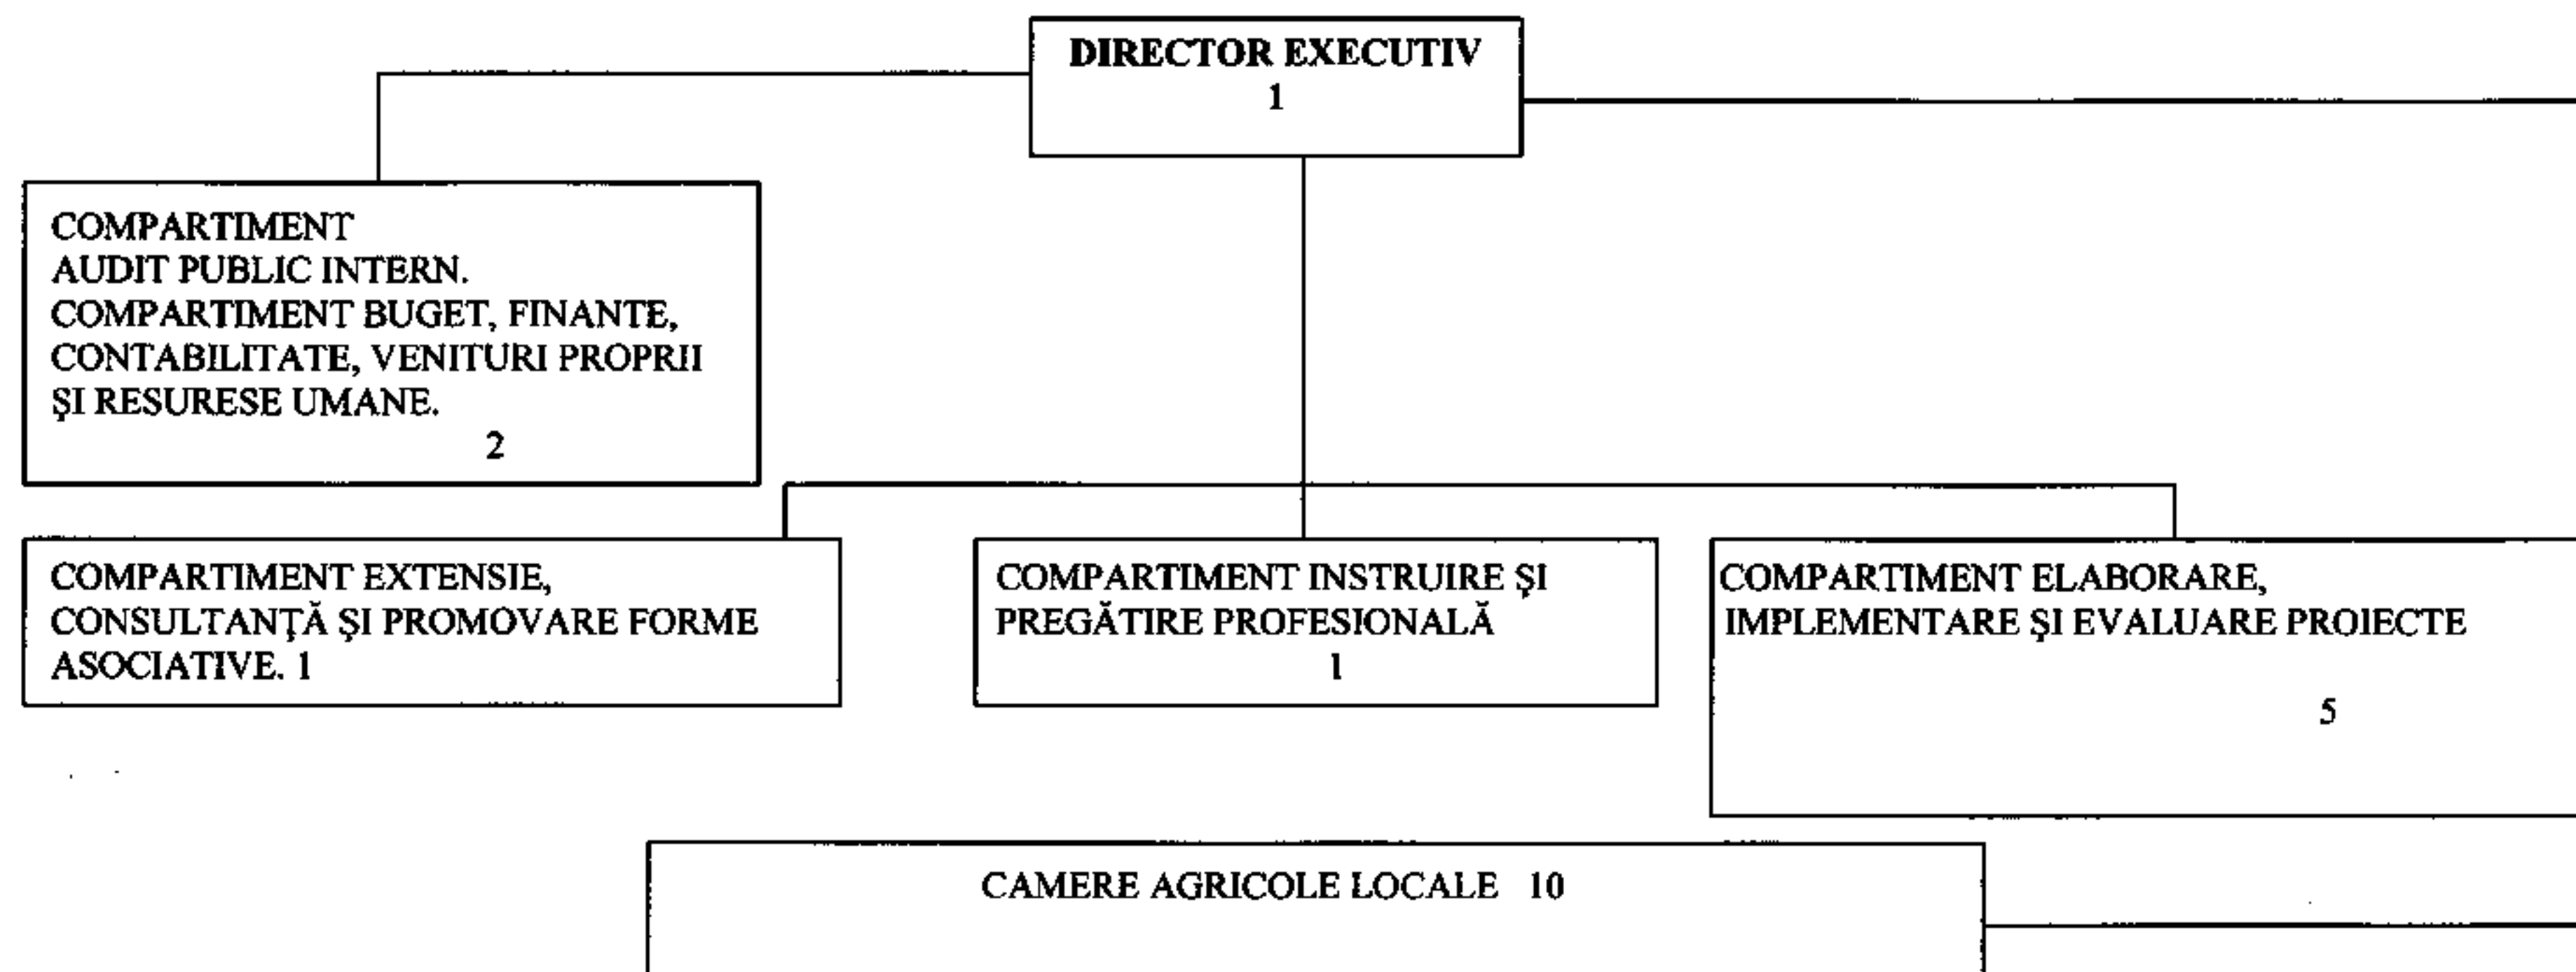 DIRECTOR EXECUTIV
1
COMPARTIMENT
AUDIT PUBLIC INTERN.
COMPARTIMENT BUGET, FINANTE,
CONTABILITATE, VENITURI PROPRII
ŞI RESURESE UMANE.
2
COMPARTIMENT EXTENSIE,
CONSULTANŢĂ ŞI PROMOVARE FORME
ASOCIATIVE. 1
COMPARTIMENT INSTRUIRE ŞI
PREGĂTIRE PROFESIONALĂ
1
COMPARTIMENT ELABORARE,
IMPLEMENTARE ŞI EVALUARE PROIECTE
5
CAMERE AGRICOLE LOCALE 10